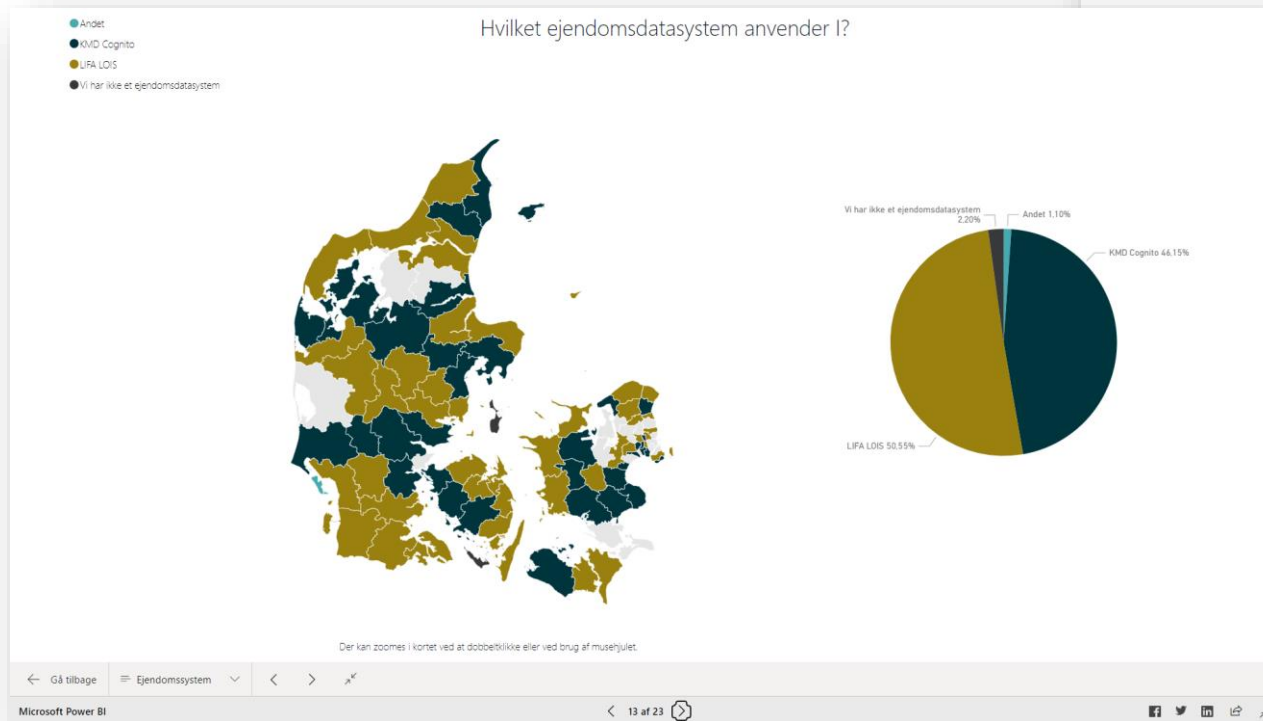 Hvilket ejendomsdatasystem anvender I?
Andet
KMD Cognito
LIFA LOIS
Vi har ikke et ejendomsdatasystem
Vi har ikke et ejendomsdatasystem
2,20%
Andet 1,10%
KMD Cognito 46,15%
LIFA LOIS 50,55%
Der kan zoomes i kortet ved at dobbeltklikke eller ved brug af musehjulet.
Gå tilbage
Ejendomssystem
Microsoft Power BI
13 af 23